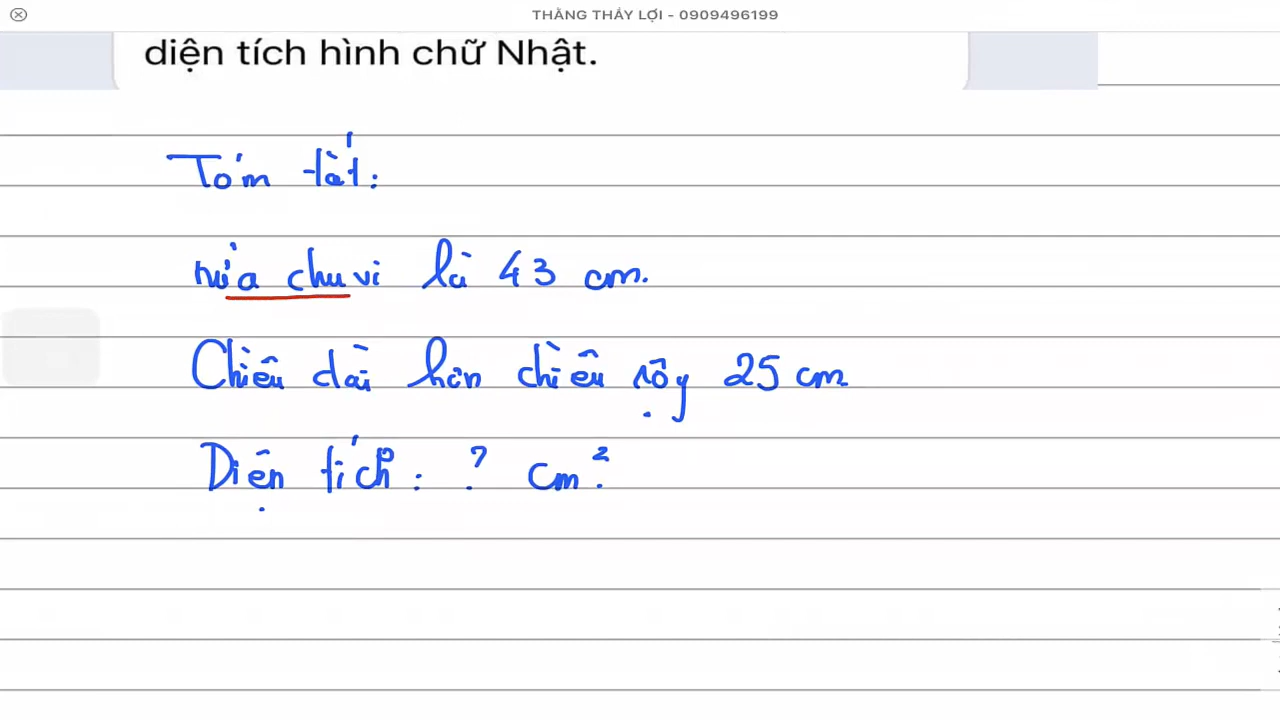 THẰNG THẦY LỢI - 0909496199
diện tích hình chữ Nhật.
Tóm tắt:
nửa chu vi là 43 cm.
Chiều dài hơn chiều rộng 25 cm
Diện tích: ? cm².